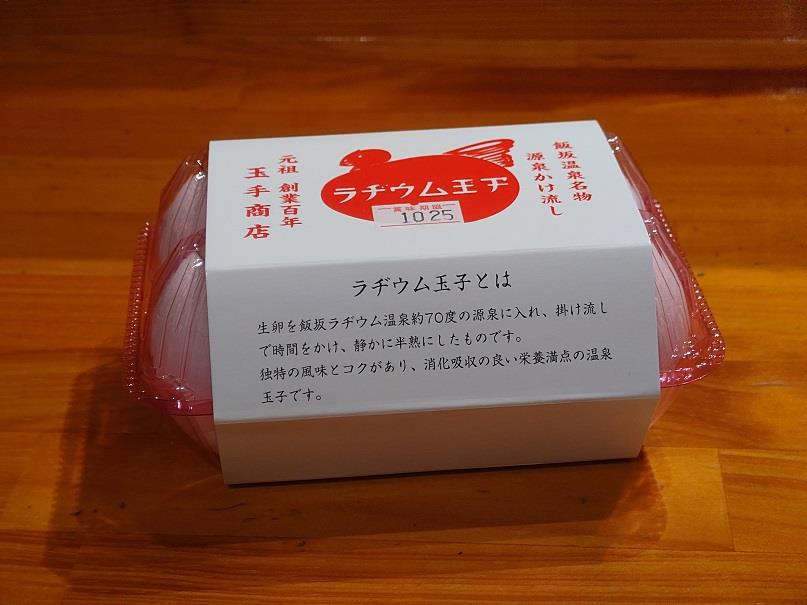 飯坂温泉名物
源泉かけ流し
ラヂウム玉子
賞味期限
10.25
元祖 創業百年
玉手商店
ラヂウム玉子とは
生卵を飯坂ラヂウム温泉約70度の源泉に入れ、掛け流し
で時間をかけ、静かに半熟にしたものです。
独特の風味とコクがあり、消化吸収の良い栄養満点の温泉
玉子です。